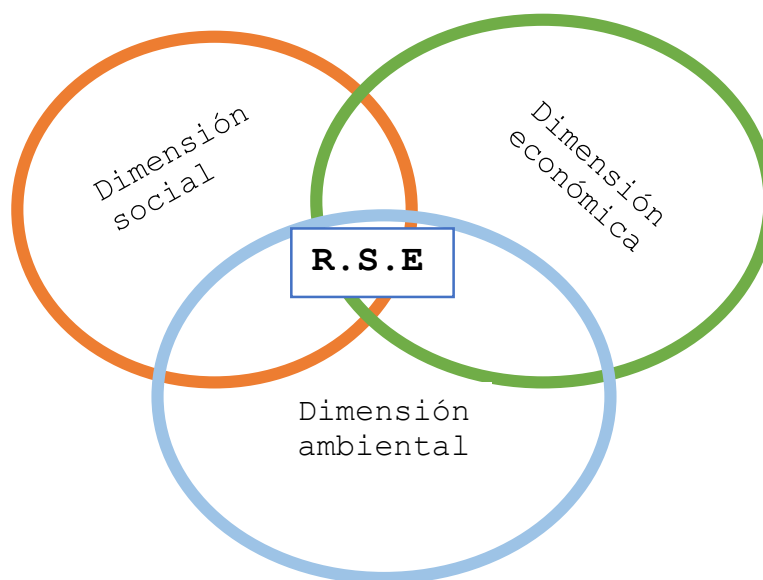 Dimensión
social
Dimensión
económica
R.S.E
Dimensión
ambiental